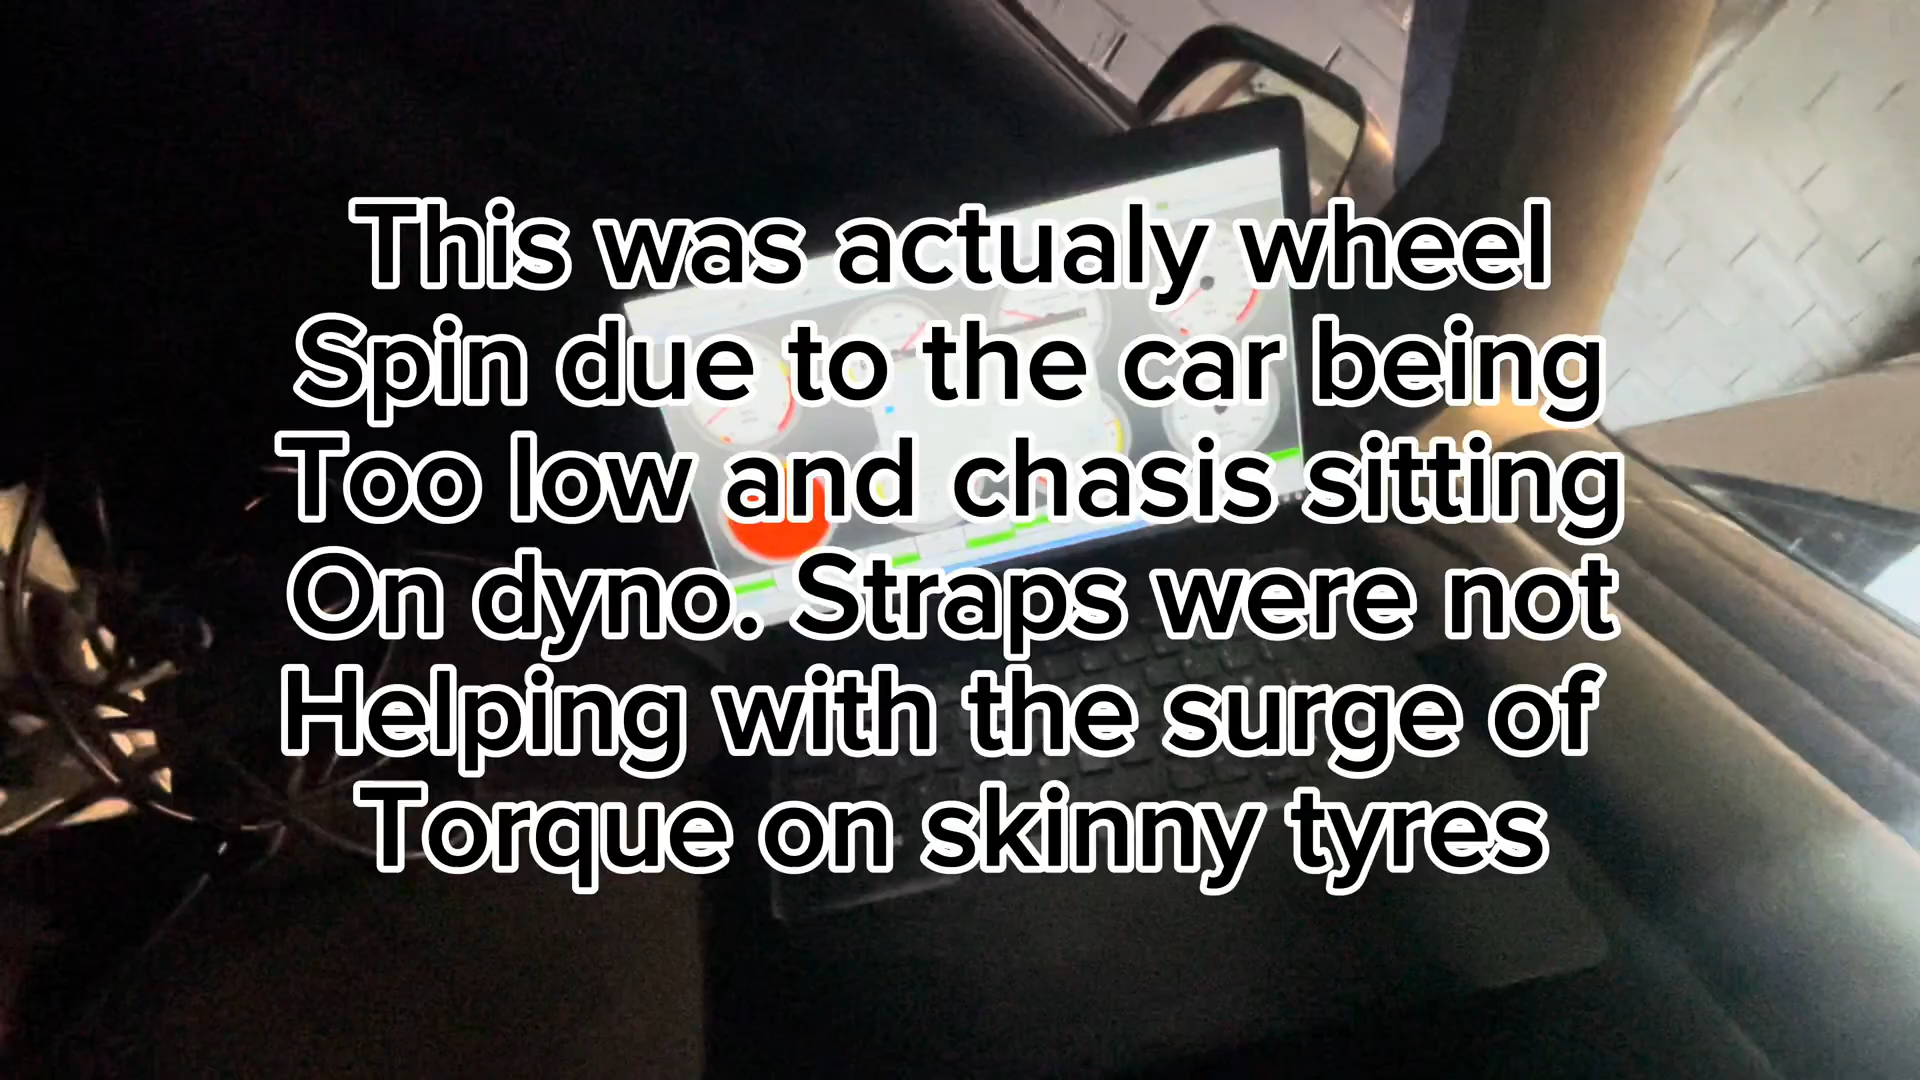 This was actualy wheel
Spin due to the car being
Too low and chasis sitting
On dyno. Straps were not
Helping with the surge of
Torque on skinny tyres